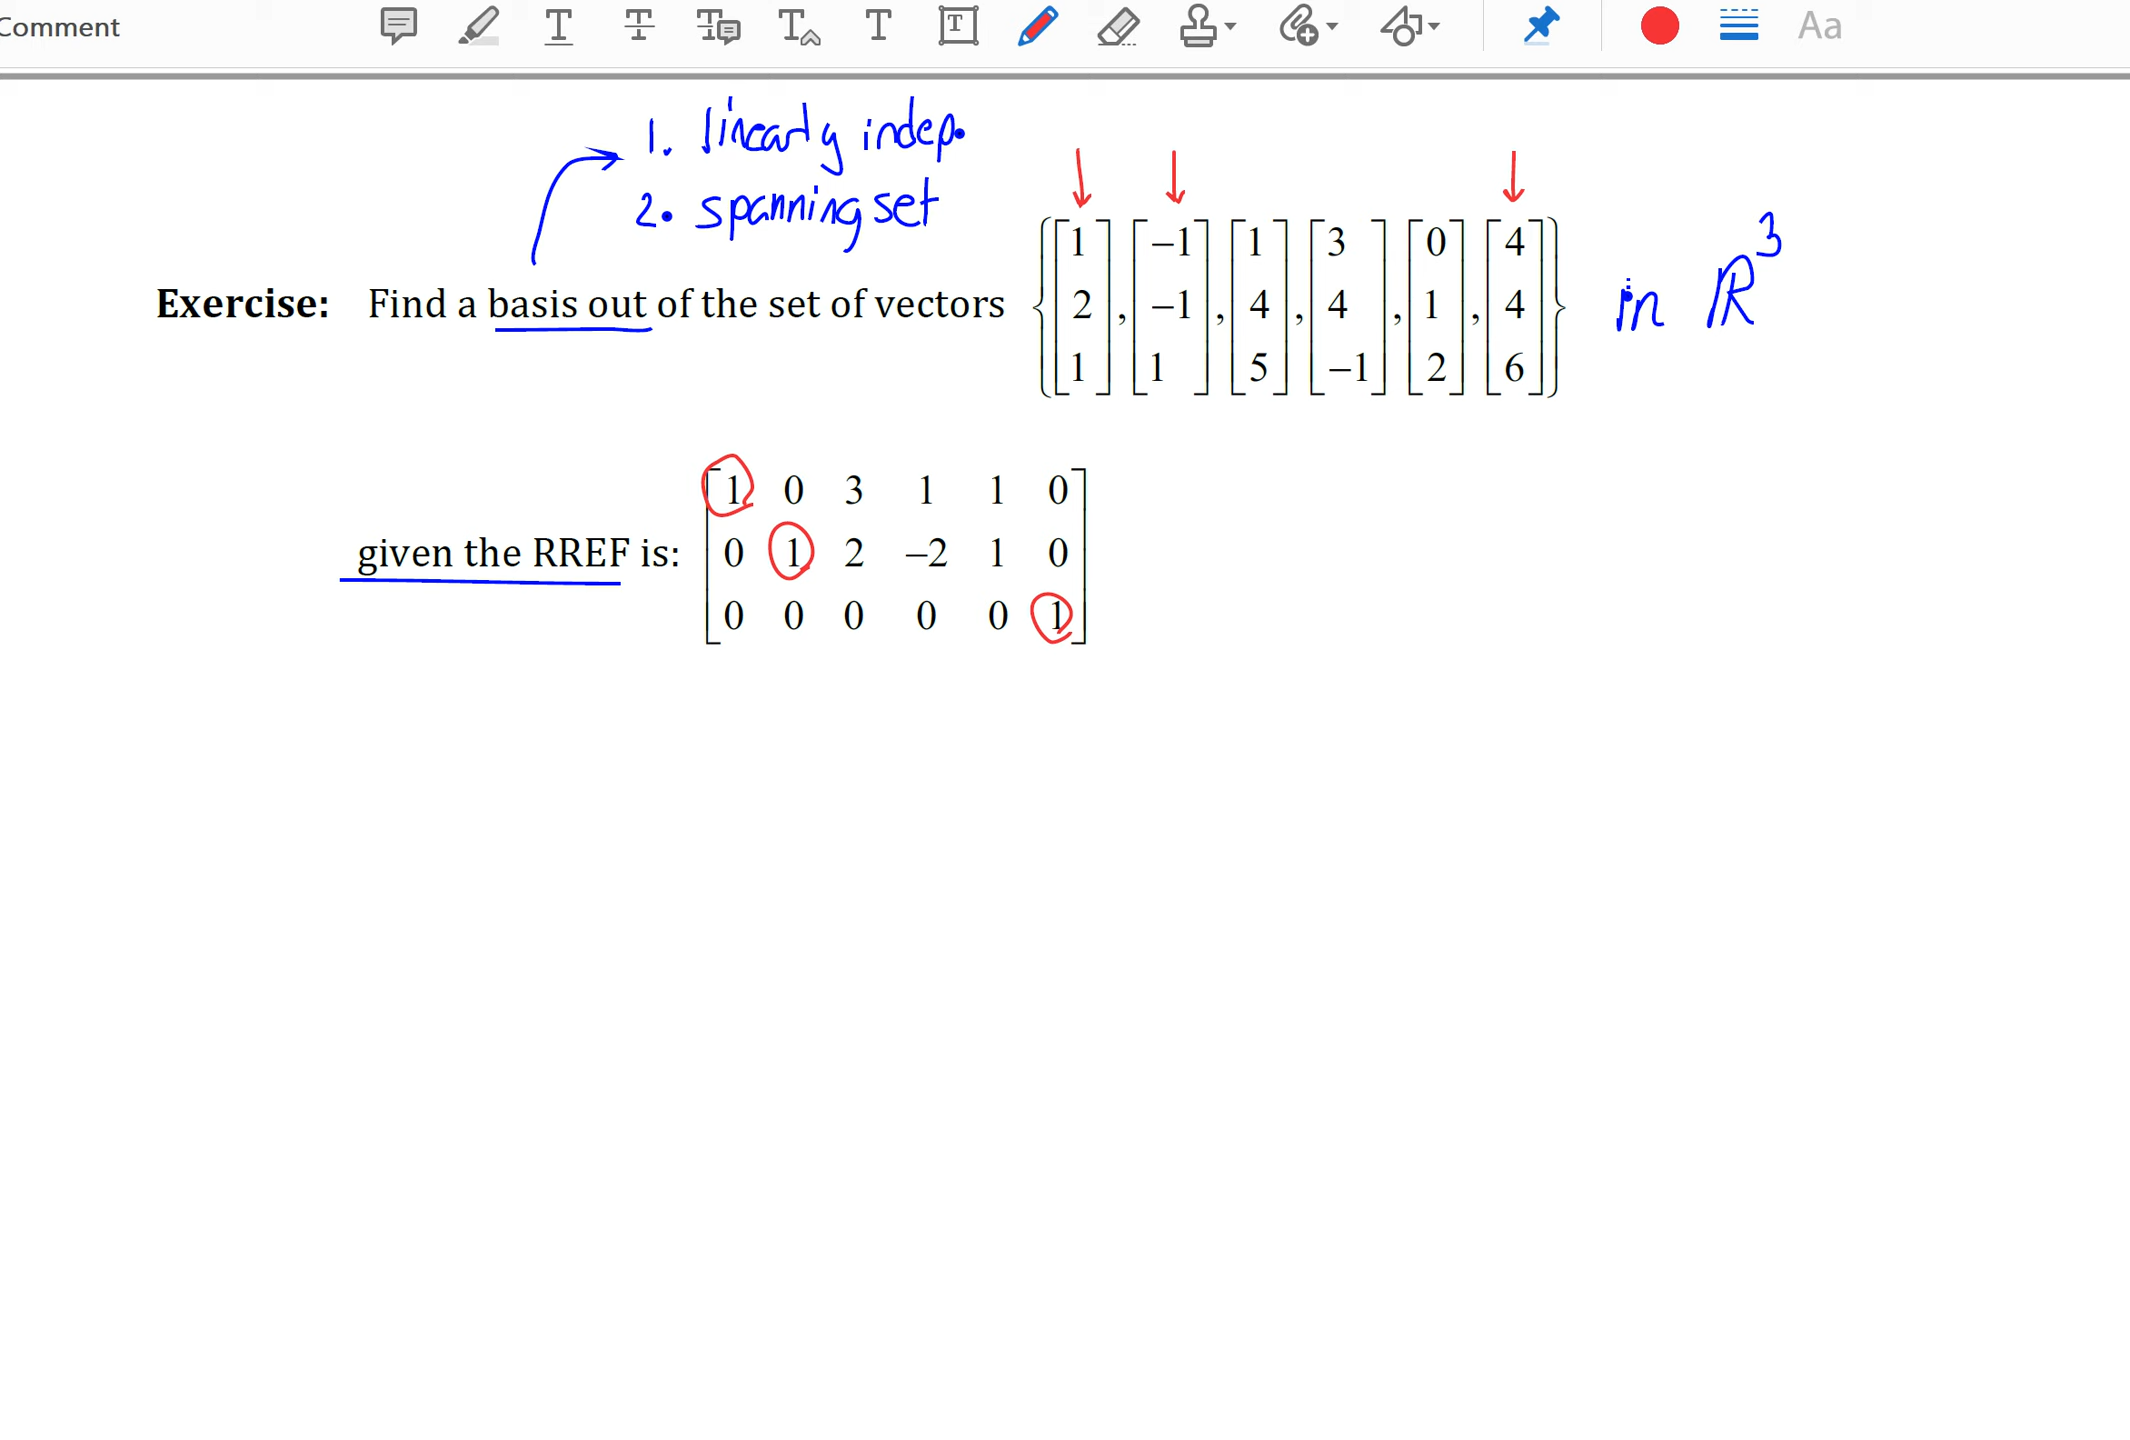 Comment
Aa
1. linearly indep.
2. spanning set
Exercise: Find a basis out of the set of vectors {[1 2 1], [−1 −1 1], [1 4 5], [3 4 −1], [0 1 2], [4 4 6]} in ℝ³
given the RREF is:
1 0 3 1 1 0
0 1 2 −2 1 0
0 0 0 0 0 1